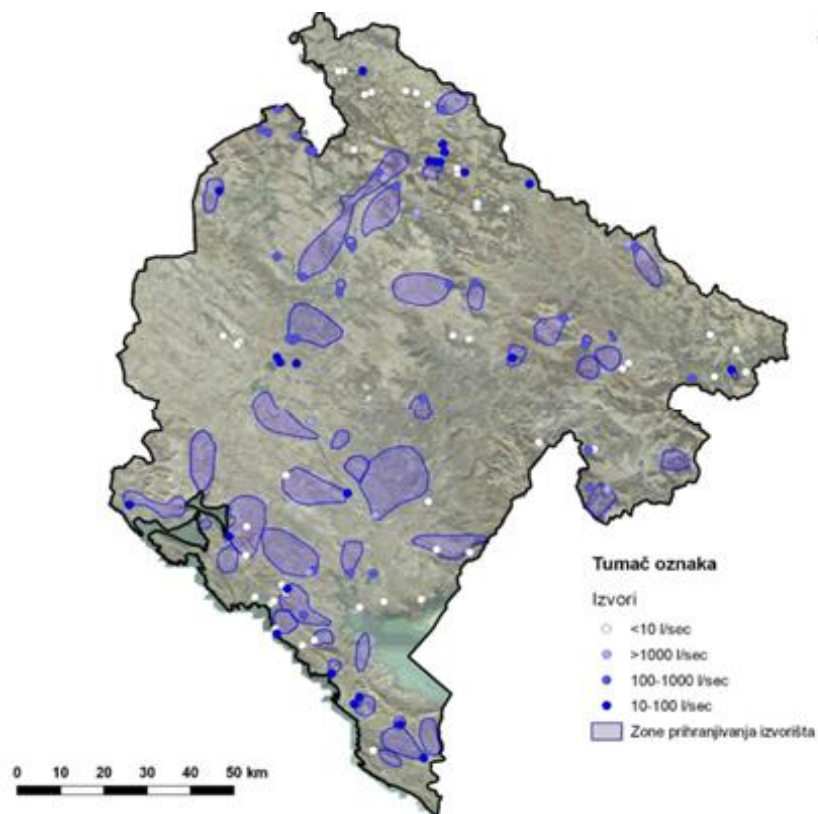 Tumač oznaka
Izvori
<10 l/sec
>1000 l/sec
100-1000 l/sec
10-100 l/sec
Zone prihranjivanja izvorišta
0 10 20 30 40 50 km